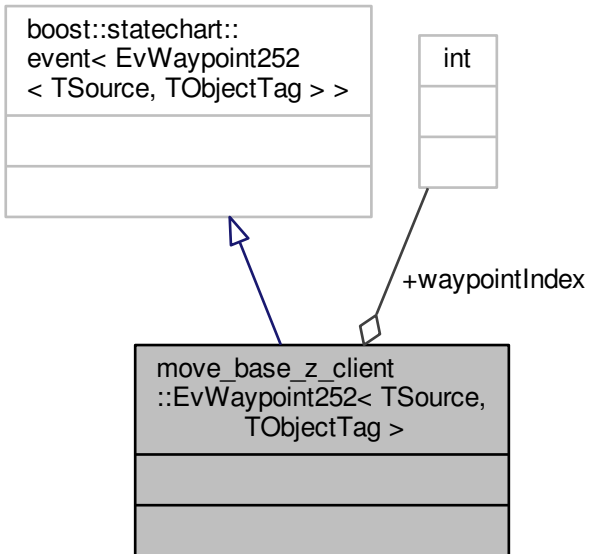 boost::statechart::
event< EvWaypoint252
< TSource, TObjectTag > >
int
+waypointIndex
move_base_z_client
::EvWaypoint252< TSource,
TObjectTag >